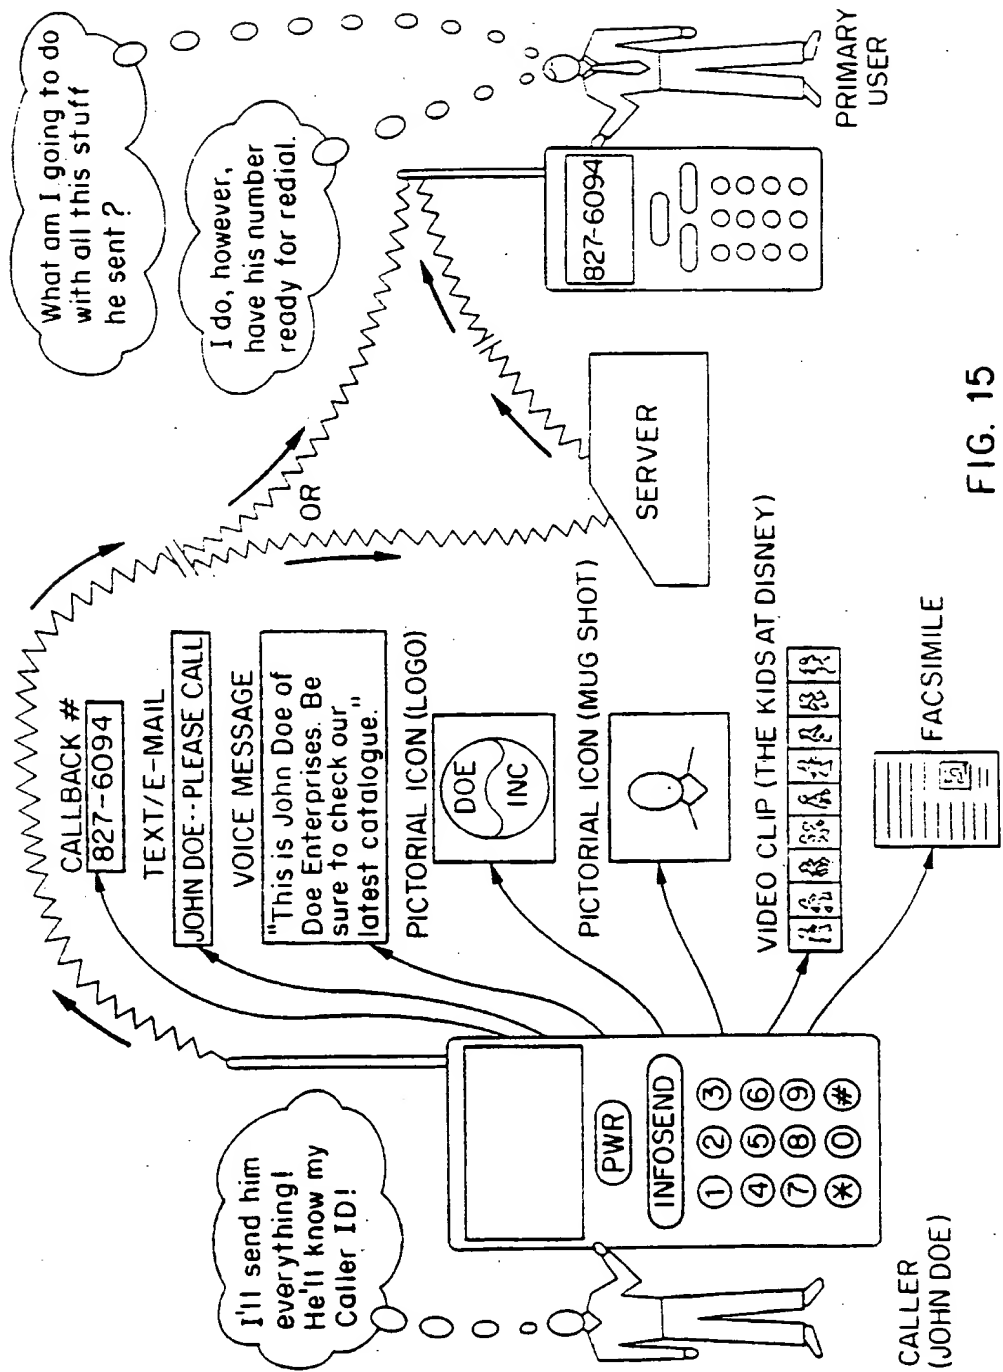 I'll send him
everything!
He'll know my
Caller ID!
CALLER
(JOHN DOE)
PWR
INFOSEND
1 2 3
4 5 6
7 8 9
* 0 #
CALLBACK #
827-6094
TEXT/E-MAIL
JOHN DOE--PLEASE CALL
VOICE MESSAGE
"This is John Doe of
Doe Enterprises. Be
sure to check our
latest catalogue."
PICTORIAL ICON (LOGO)
DOE
INC
PICTORIAL ICON (MUG SHOT)
VIDEO CLIP (THE KIDS AT DISNEY)
FACSIMILE
OR
SERVER
What am I going to do
with all this stuff
he sent?
I do, however,
have his number
ready for redial.
827-6094
PRIMARY
USER
FIG. 15